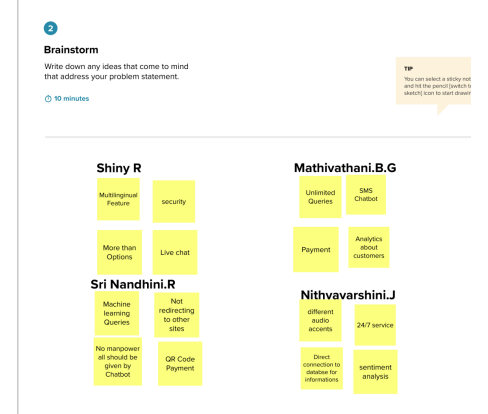 2
Brainstorm
Write down any ideas that come to mind
that address your problem statement.
10 minutes
TIP
You can select a sticky not
and hit the pencil [switch t
sketch] icon to start drawin
Shiny R
Multilinginual
Feature
security
More than
Options
Live chat
Mathivathani.B.G
Unlimited
Queries
SMS
Chatbot
Payment
Analytics
about
customers
Sri Nandhini.R
Machine
learning
Queries
Not
redirecting
to other
sites
No manpower
all should be
given by
Chatbot
QR Code
Payment
Nithvavarshini.J
different
audio
accents
24/7 service
Direct
connection to
databse for
informations
sentiment
analysis